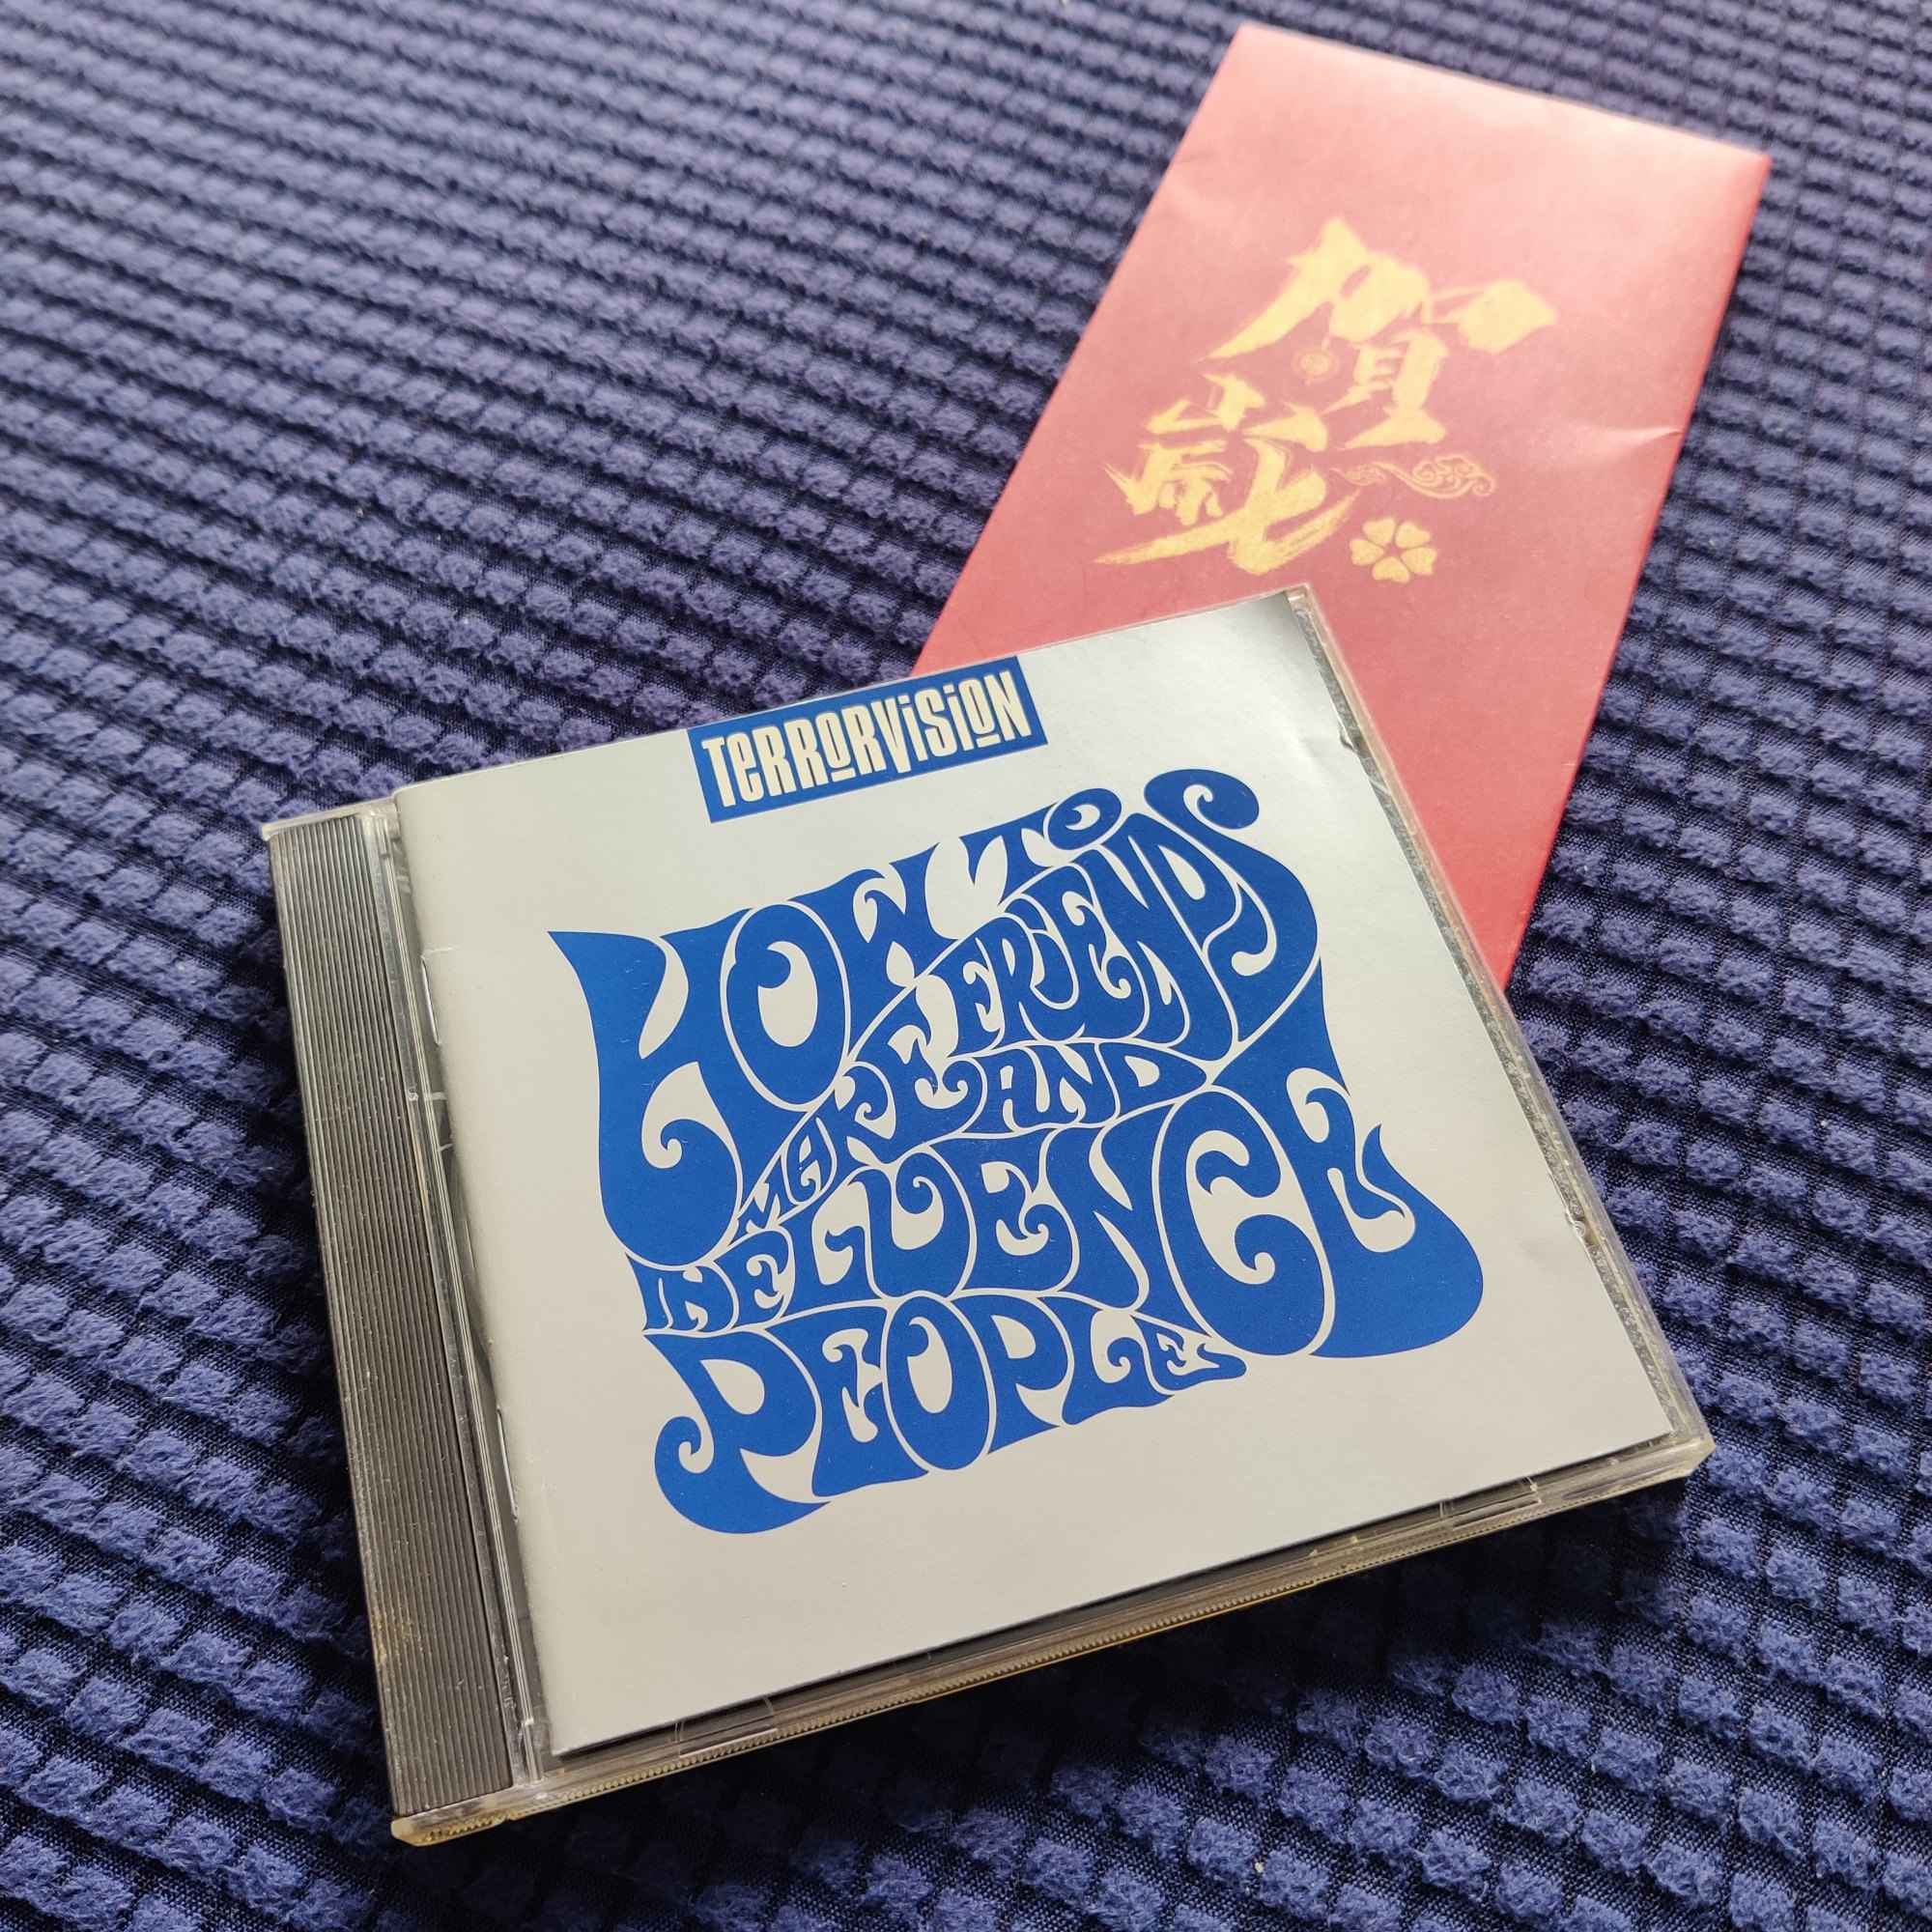 賀
歲
TERRORVISION
HOW TO
MAKE FRIENDS
AND
INFLUENCE
PEOPLE